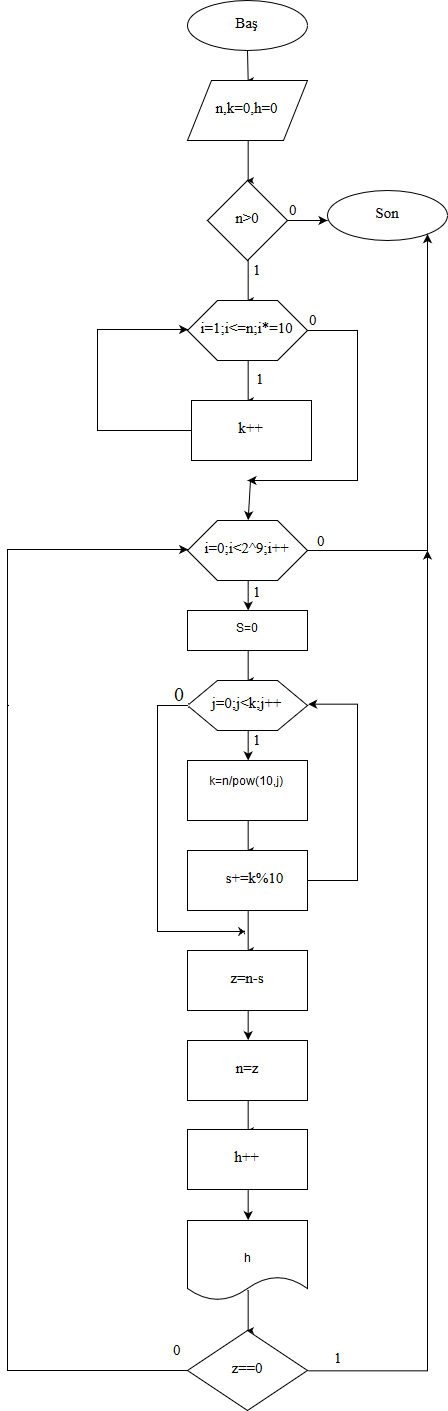 Baş
n,k=0,h=0
n>0
0
Son
1
i=1;i<=n;i*=10
0
1
k++
i=0;i<2^9;i++
0
1
S=0
0
j=0;j<k;j++
1
k=n/pow(10,j)
s+=k%10
z=n-s
n=z
h++
h
0
z==0
1